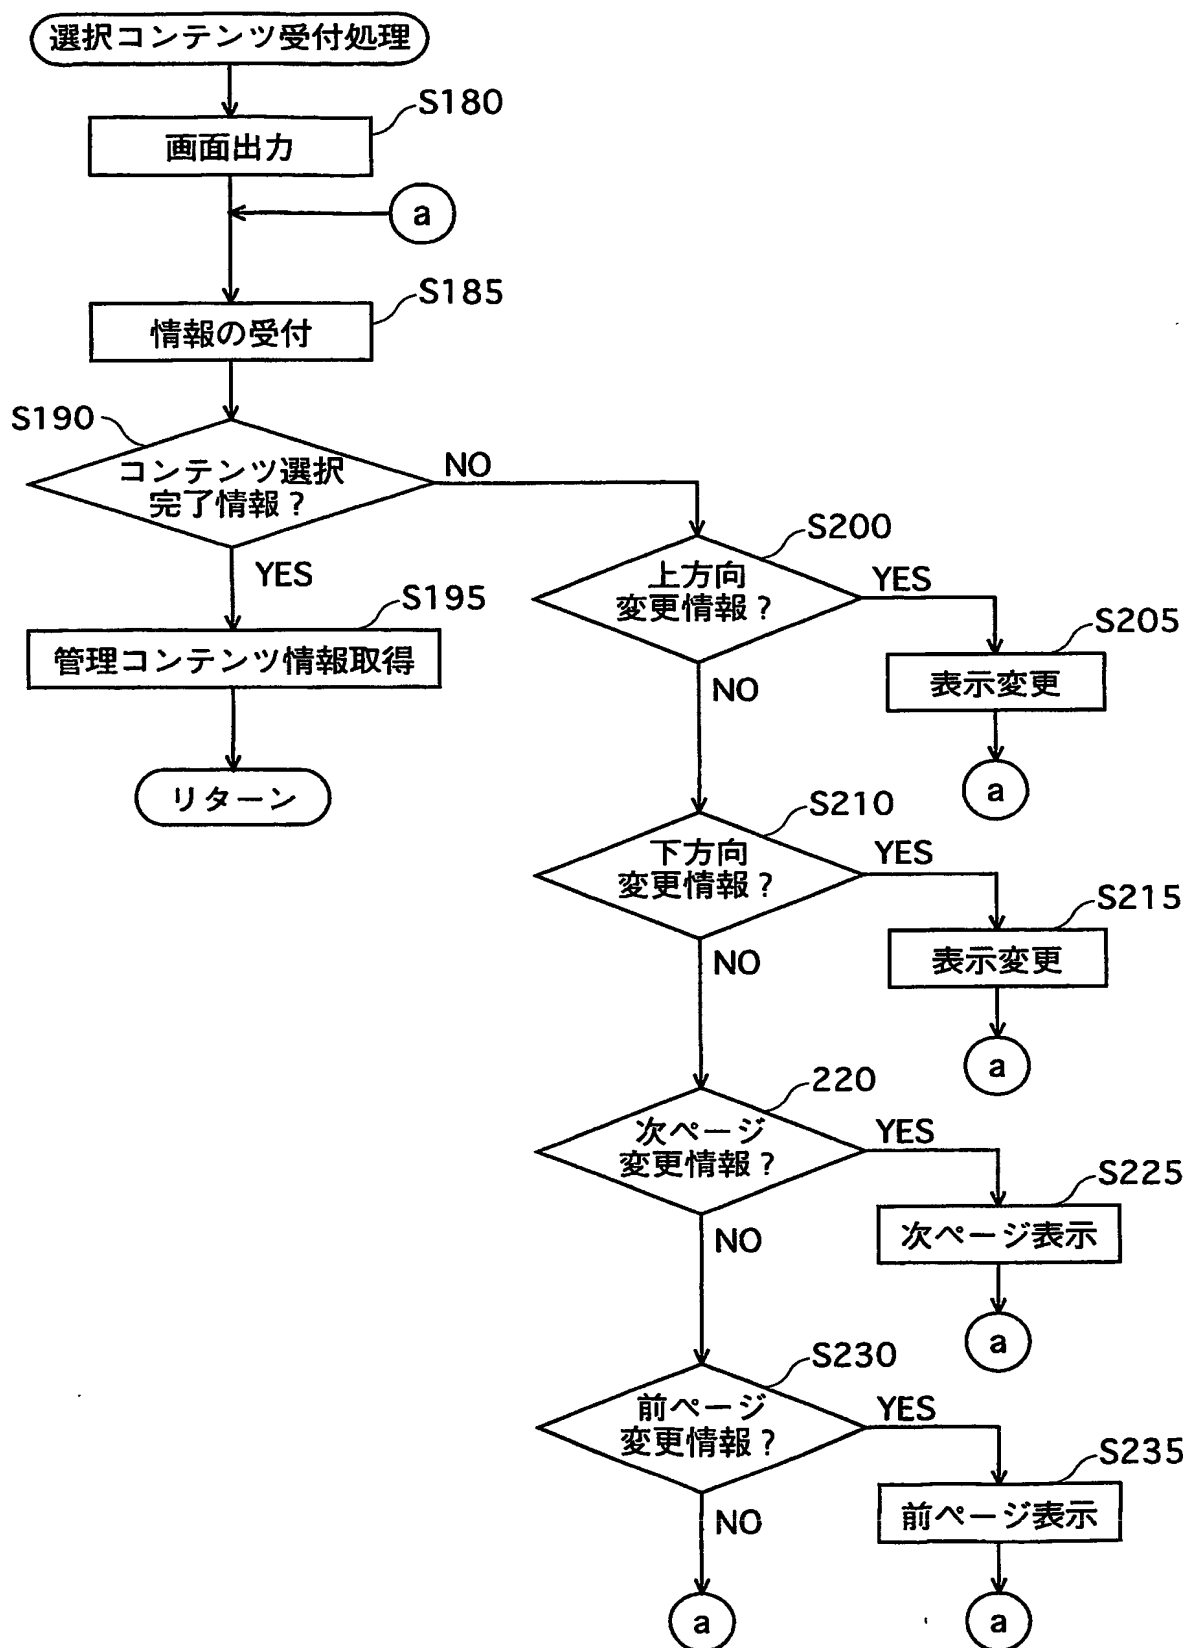 選択コンテンツ受付処理
S180
画面出力
a
S185
情報の受付
S190
コンテンツ選択
完了情報？
NO
YES
S195
管理コンテンツ情報取得
リターン
S200
上方向
変更情報？
YES
S205
表示変更
a
NO
S210
下方向
変更情報？
YES
S215
表示変更
a
NO
220
次ページ
変更情報？
YES
S225
次ページ表示
a
NO
S230
前ページ
変更情報？
YES
S235
前ページ表示
a
NO
a